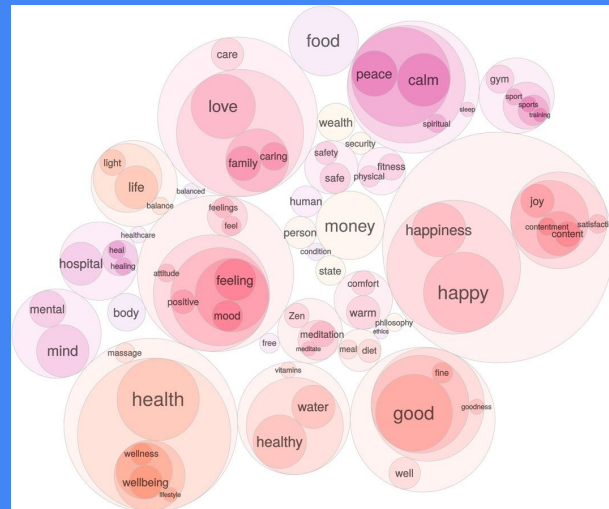 food
care
love
family
caring
peace
calm
spiritual
sleep
gym
sport
sports
training
wealth
security
safety
safe
fitness
physical
light
life
balance
balanced
human
money
person
condition
state
feelings
feel
healthcare
heal
healing
hospital
attitude
positive
feeling
mood
joy
contentment
content
satisfacti
happiness
happy
mental
mind
body
comfort
warm
philosophy
ethics
Zen
meditation
meditate
free
meal
diet
massage
health
wellness
wellbeing
lifestyle
vitamins
water
healthy
fine
good
goodness
well